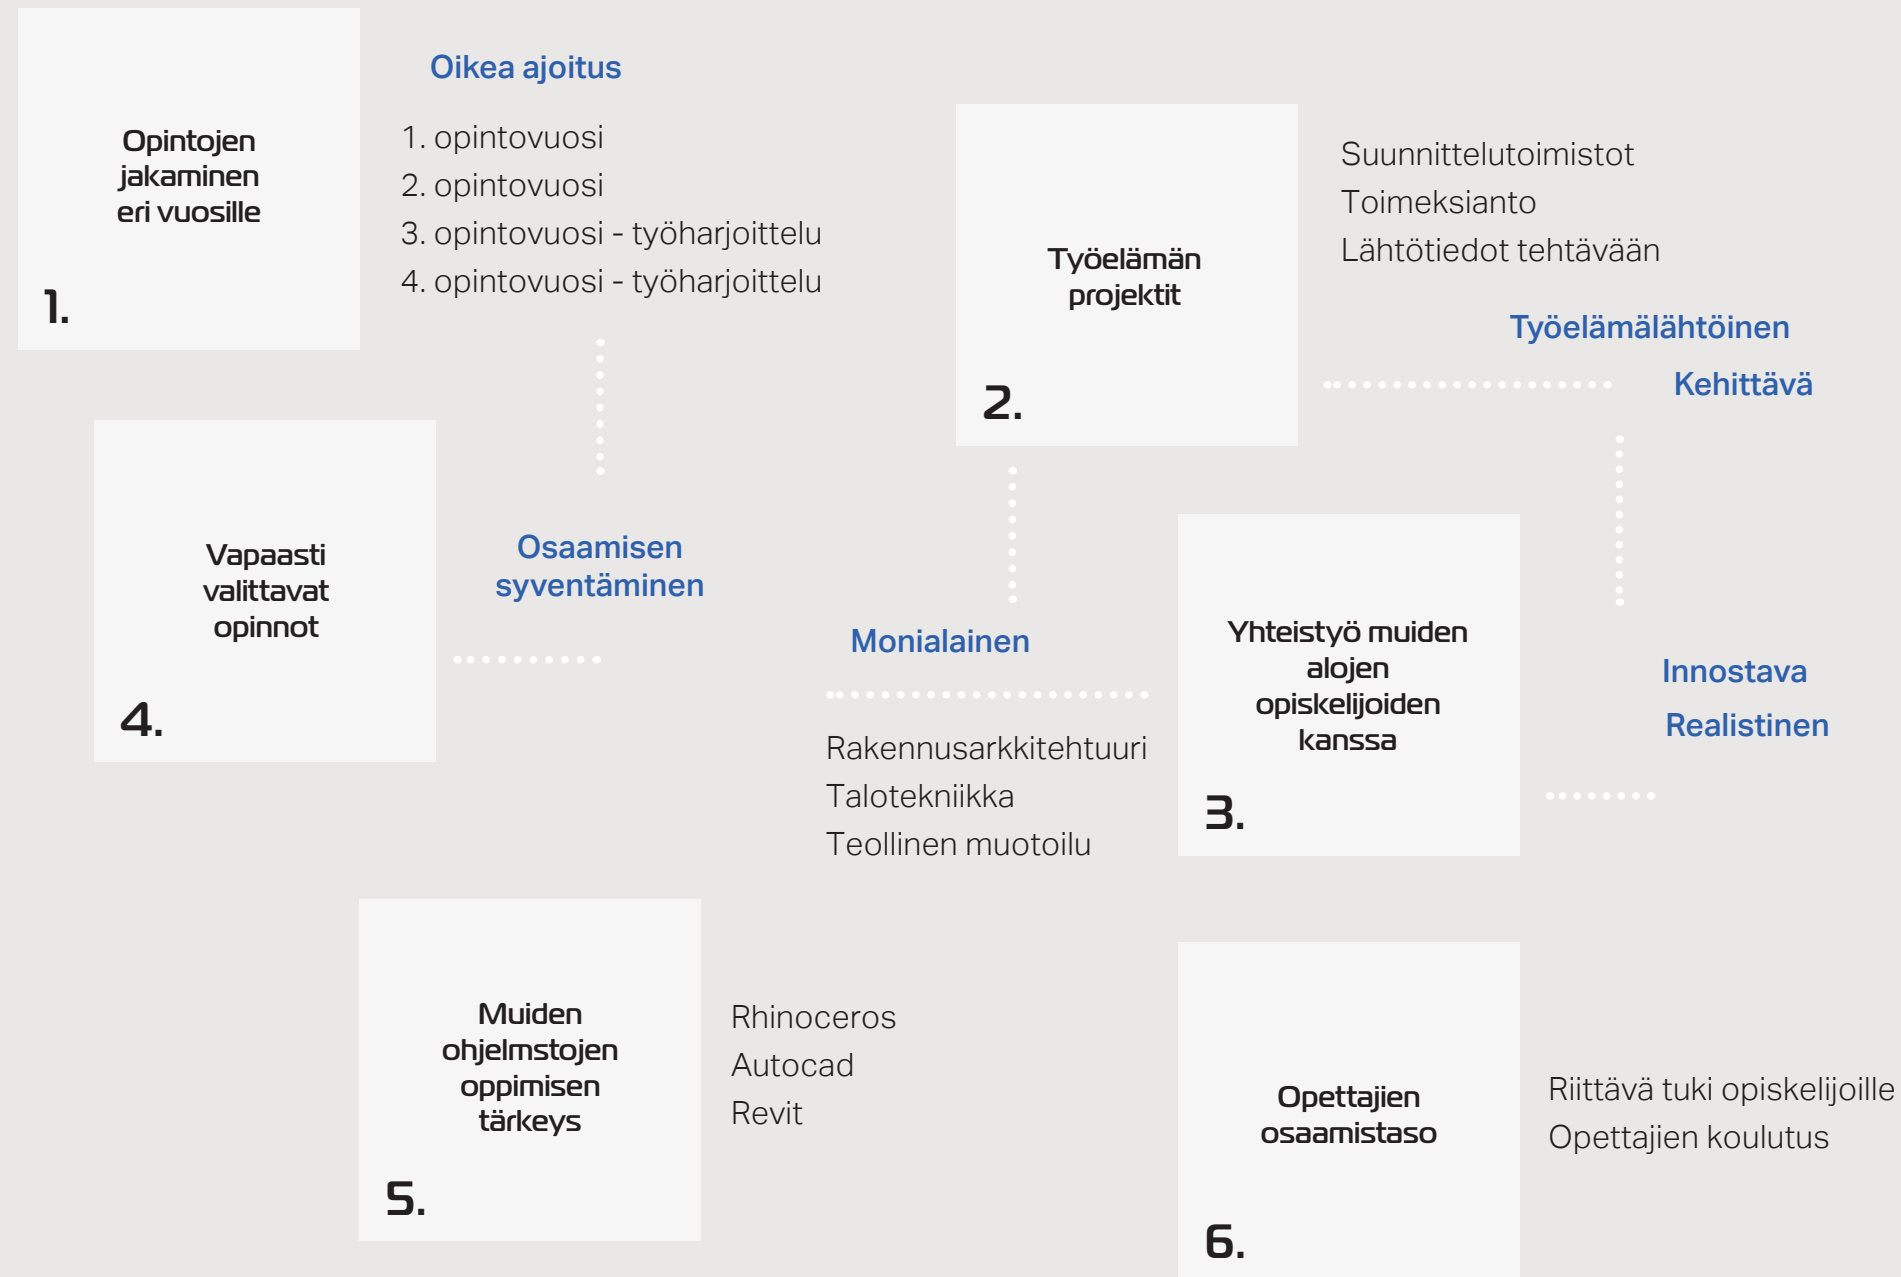 Opintojen
jakaminen
eri vuosille
1.
Oikea ajoitus
1. opintovuosi
2. opintovuosi
3. opintovuosi - työharjoittelu
4. opintovuosi - työharjoittelu
Työelämän
projektit
2.
Suunnittelutoimistot
Toimeksianto
Lähtötiedot tehtävään
Työelämälähtöinen
Kehittävä
Vapaasti
valittavat
opinnot
4.
Osaamisen
syventäminen
Monialainen
Rakennusarkkitehtuuri
Talotekniikka
Teollinen muotoilu
Yhteistyö muiden
alojen
opiskelijoiden
kanssa
3.
Innostava
Realistinen
Muiden
ohjelmstojen
oppimisen
tärkeys
5.
Rhinoceros
Autocad
Revit
Opettajien
osaamistaso
6.
Riittävä tuki opiskelijoille
Opettajien koulutus